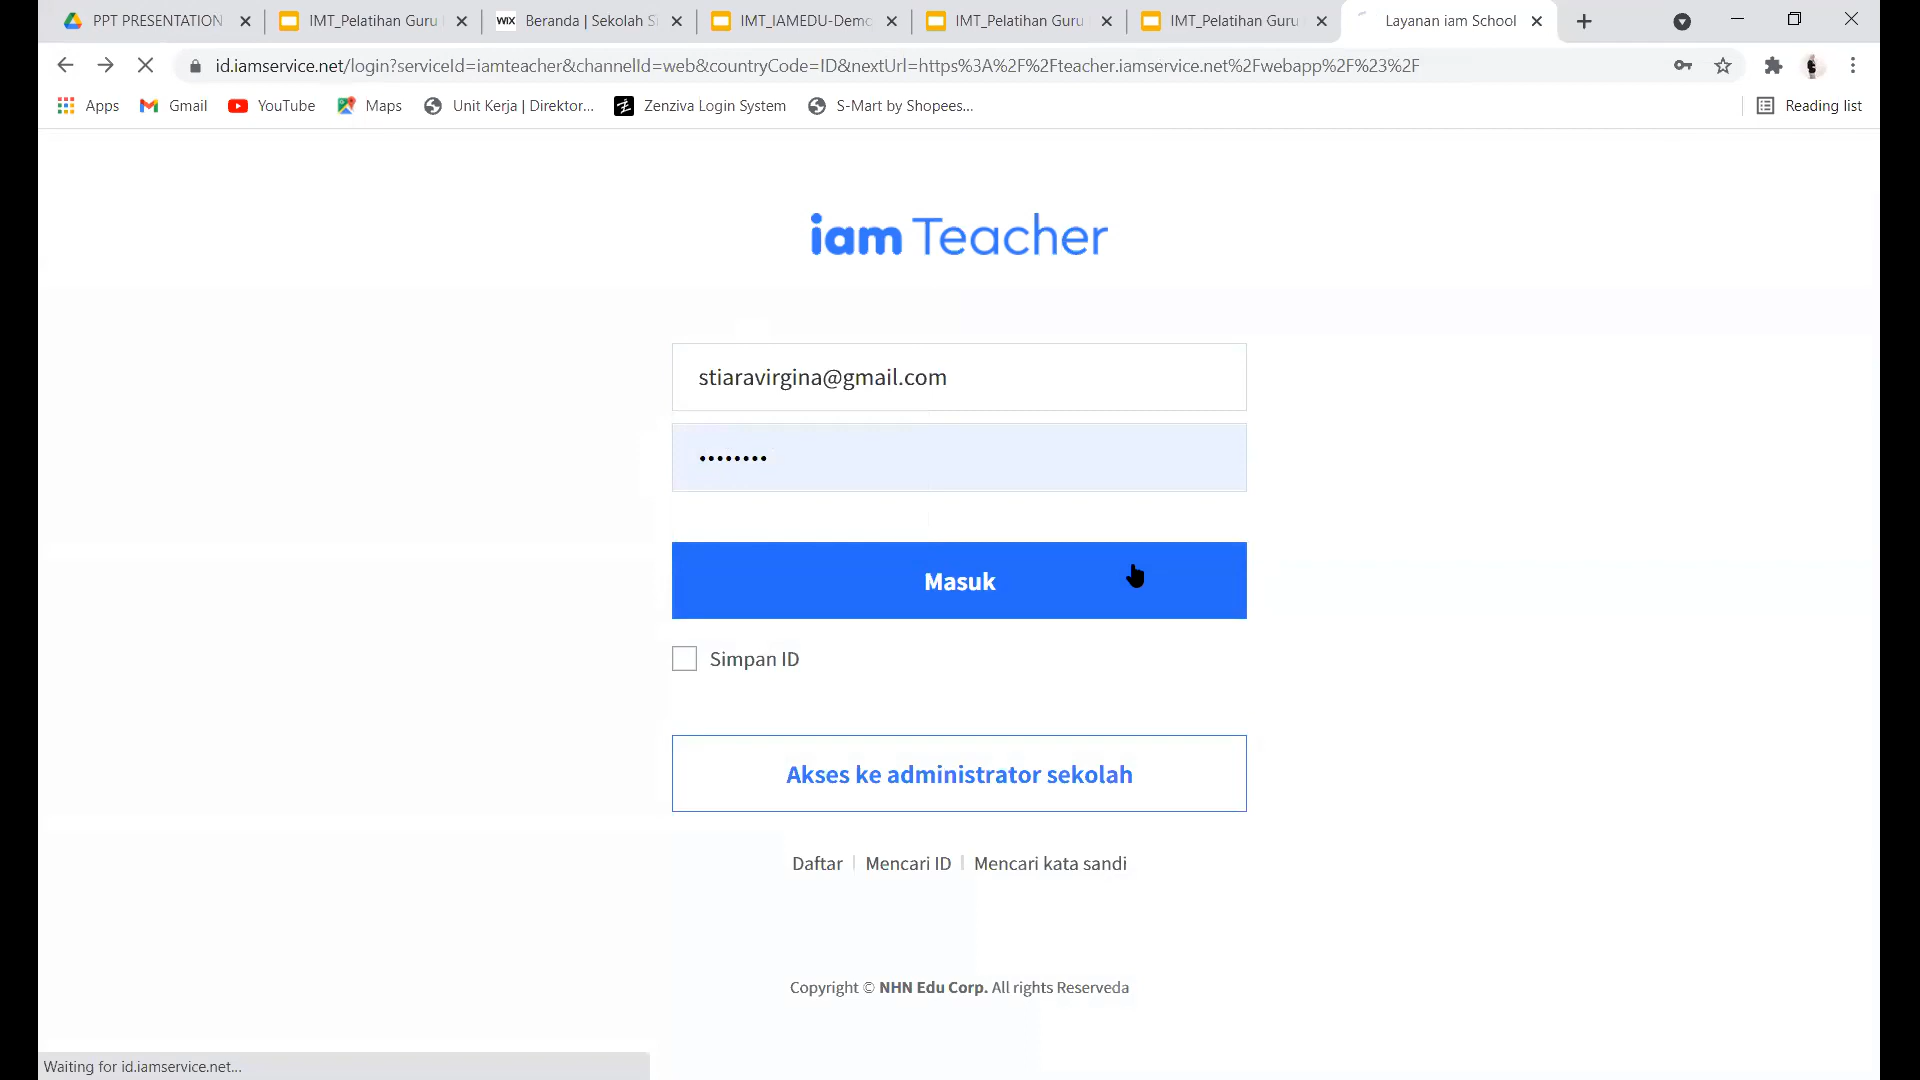 PPT PRESENTATION
IMT_Pelatihan Guru
WIX Beranda | Sekolah S
IMT_IAMEDU-Demo
IMT_Pelatihan Guru
IMT_Pelatihan Guru
Layanan iam School
id.iamservice.net/login?serviceId=iamteacher&channelId=web&countryCode=ID&nextUrl=https%3A%2F%2Fteacher.iamservice.net%2Fwebapp%2F%23%2F
Apps
Gmail
YouTube
Maps
Unit Kerja | Direktor...
Zenziva Login System
S-Mart by Shopees...
Reading list
iam Teacher
stiaravirgina@gmail.com
••••••••
Masuk
Simpan ID
Akses ke administrator sekolah
Daftar | Mencari ID | Mencari kata sandi
Copyright © NHN Edu Corp. All rights Reserveda
Waiting for id.iamservice.net...